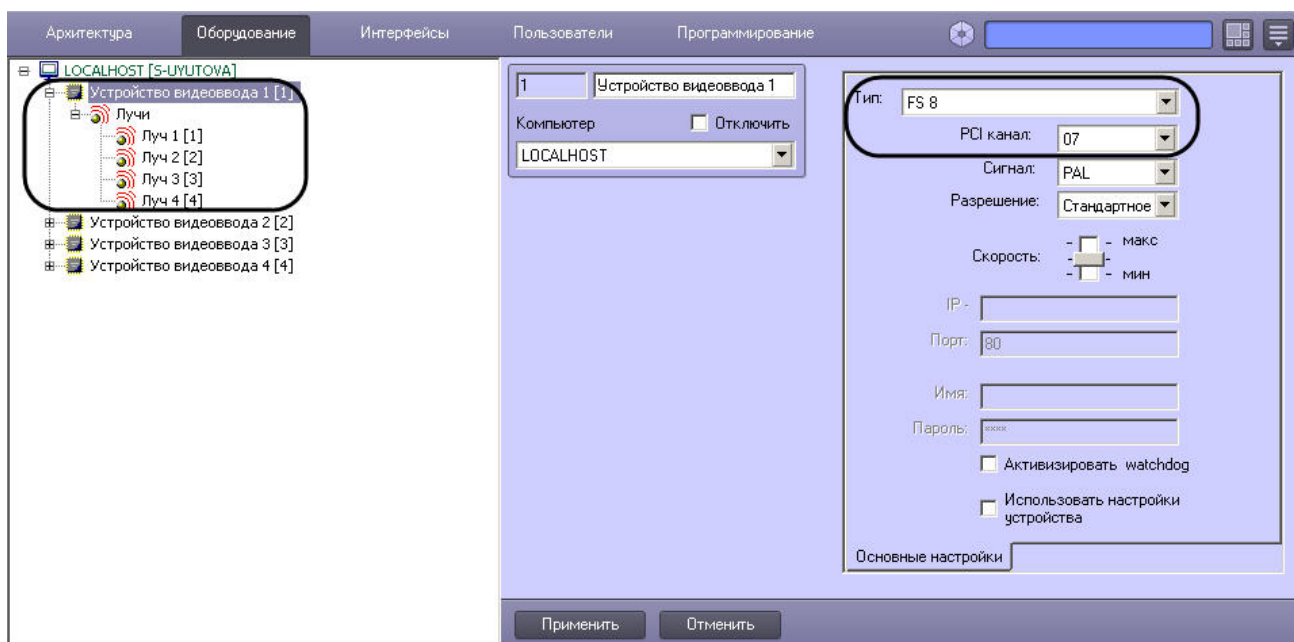 Архитектура Оборудование Интерфейсы Пользователи Программирование
LOCALHOST [S-UYUTOVA]
Устройство видеоввода 1 [1]
Лучи
Луч 1 [1]
Луч 2 [2]
Луч 3 [3]
Луч 4 [4]
Устройство видеоввода 2 [2]
Устройство видеоввода 3 [3]
Устройство видеоввода 4 [4]
1 Устройство видеоввода 1
Компьютер Отключить
LOCALHOST
Тип: FS 8
PCI канал: 07
Сигнал: PAL
Разрешение: Стандартное
макс
Скорость:
мин
IP -
Порт: 80
Имя:
Пароль: ××××
Активизировать watchdog
Использовать настройки
устройства
Основные настройки
Применить Отменить